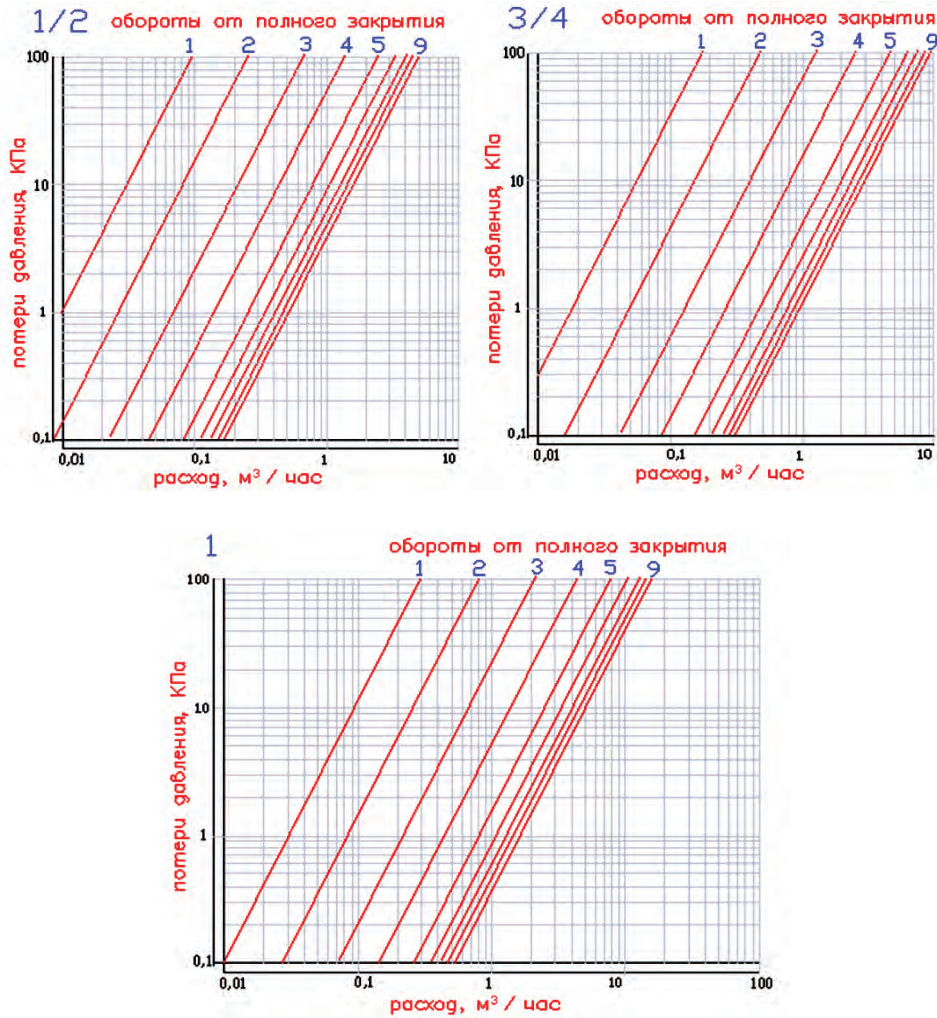 1/2 обороты от полного закрытия
1 2 3 4 5 9
100
10
1
0,1
потери давления, КПа
0,01 0,1 1 10
расход, м³ / час
3/4 обороты от полного закрытия
1 2 3 4 5 9
100
10
1
0,1
потери давления, КПа
0,01 0,1 1 10
расход, м³ / час
1 обороты от полного закрытия
1 2 3 4 5 9
100
10
1
0,1
потери давления, КПа
0,01 0,1 1 10 100
расход, м³ / час